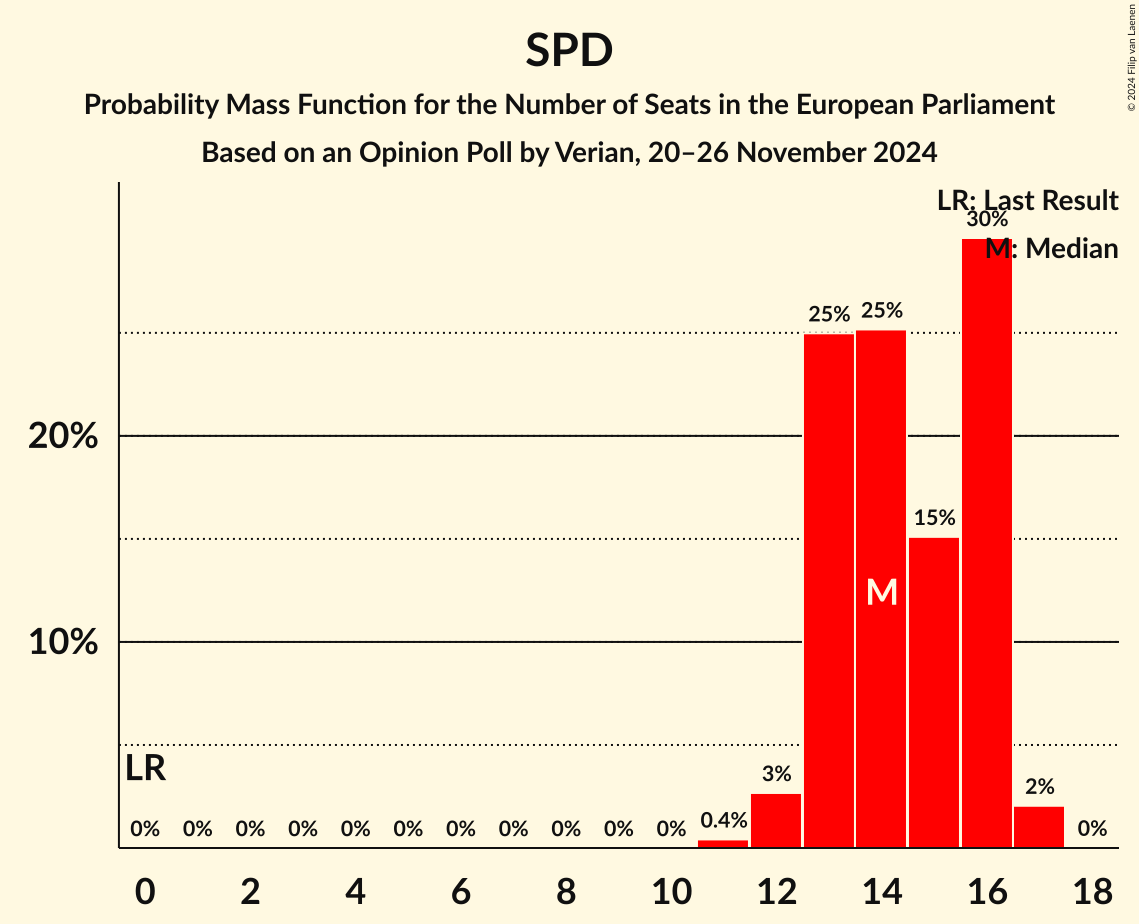 SPD
Probability Mass Function for the Number of Seats in the European Parliament
Based on an Opinion Poll by Verian, 20–26 November 2024
© 2024 Filip van Laenen
LR: Last Result
M: Median
30%
25% 25%
20%
15%
M
10%
LR
3%
2%
0% 0% 0% 0% 0% 0% 0% 0% 0% 0% 0% 0.4% 0%
0 2 4 6 8 10 12 14 16 18